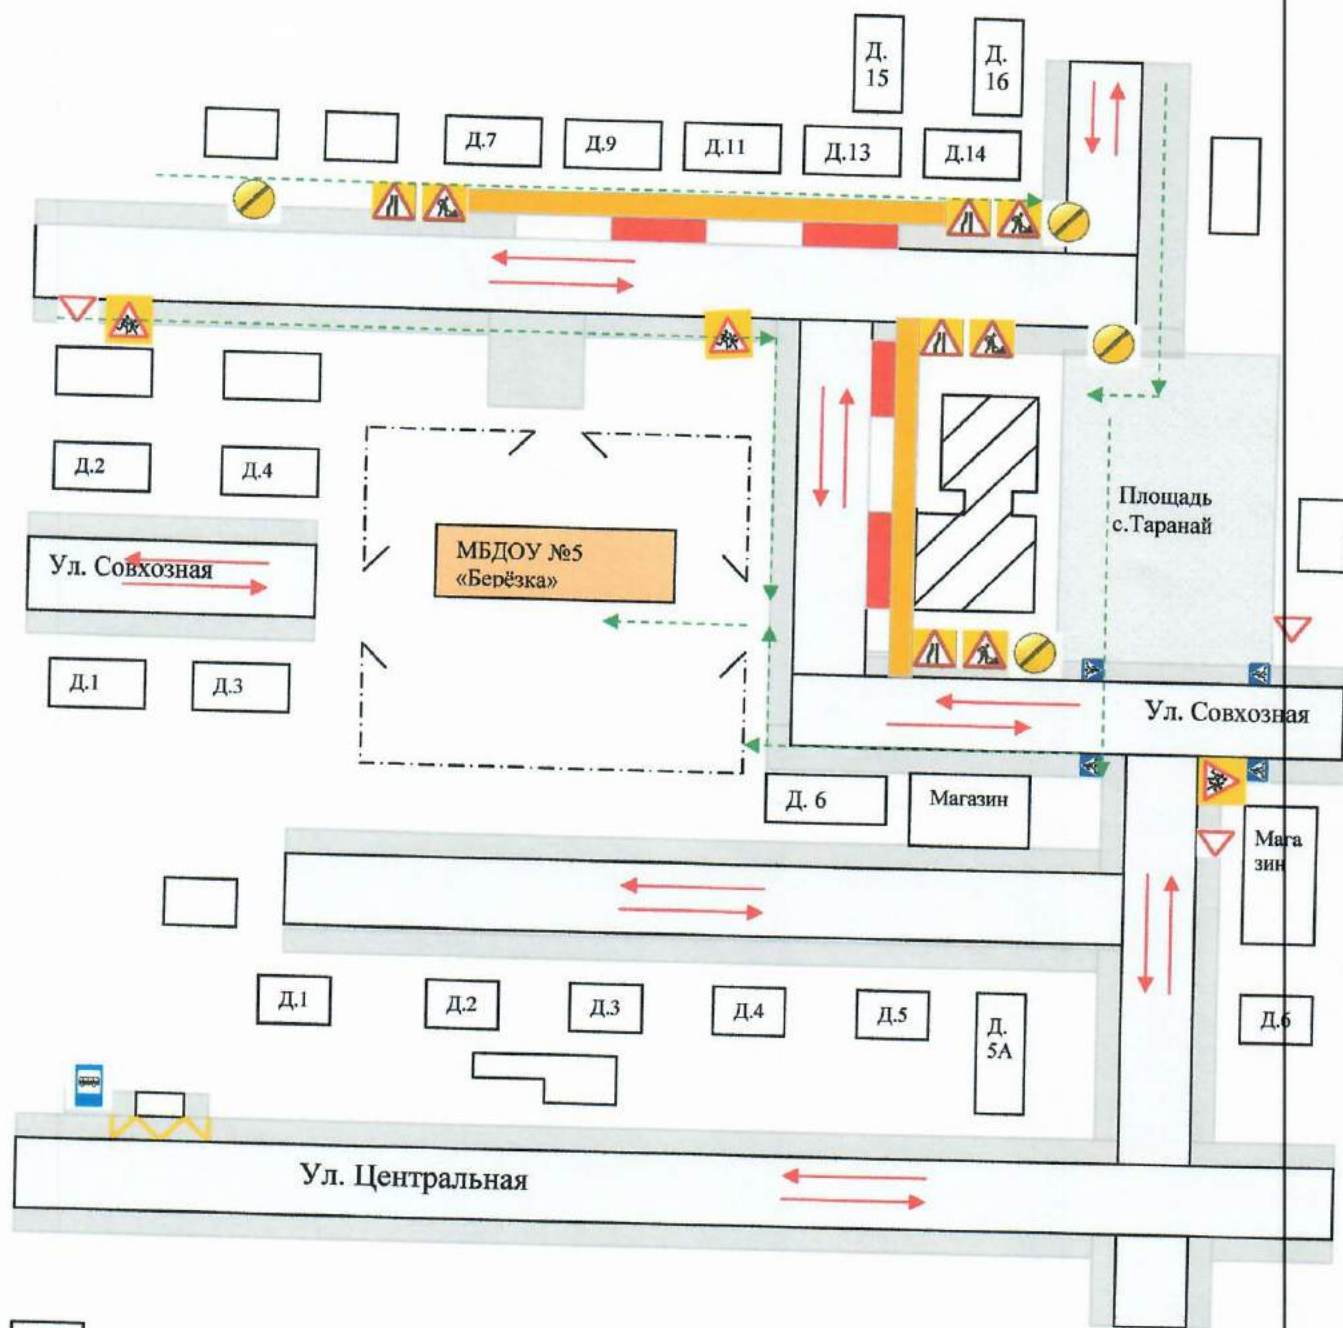 Д.
15
Д.
16
Д.7
Д.9
Д.11
Д.13
Д.14
Д.2
Д.4
Площадь
с.Таранай
МБДОУ №5
«Берёзка»
Ул. Совхозная
Д.1
Д.3
Ул. Совхозная
Д. 6
Магазин
Мага
зин
Д.1
Д.2
Д.3
Д.4
Д.5
Д.
5А
Д.6
Ул. Центральная